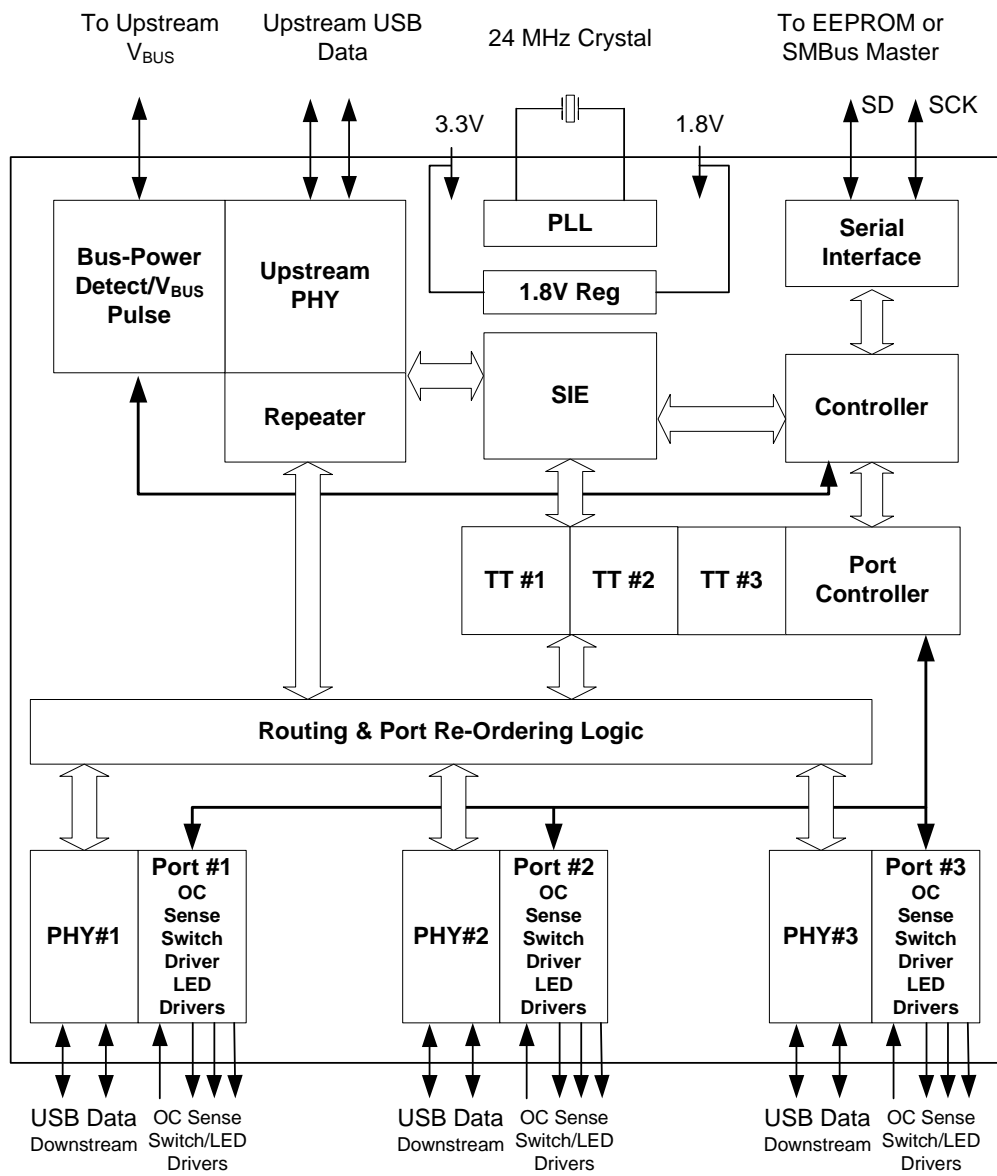 To Upstream
VBUS
Upstream USB
Data
24 MHz Crystal
To EEPROM or
SMBus Master
3.3V
1.8V
SD
SCK
Bus-Power
Detect/VBUS
Pulse
Upstream
PHY
PLL
1.8V Reg
Serial
Interface
Repeater
SIE
Controller
TT #1
TT #2
TT #3
Port
Controller
Routing & Port Re-Ordering Logic
PHY#1
Port #1
OC
Sense
Switch
Driver
LED
Drivers
PHY#2
Port #2
OC
Sense
Switch
Driver
LED
Drivers
PHY#3
Port #3
OC
Sense
Switch
Driver
LED
Drivers
USB Data
Downstream
OC Sense
Switch/LED
Drivers
USB Data
Downstream
OC Sense
Switch/LED
Drivers
USB Data
Downstream
OC Sense
Switch/LED
Drivers